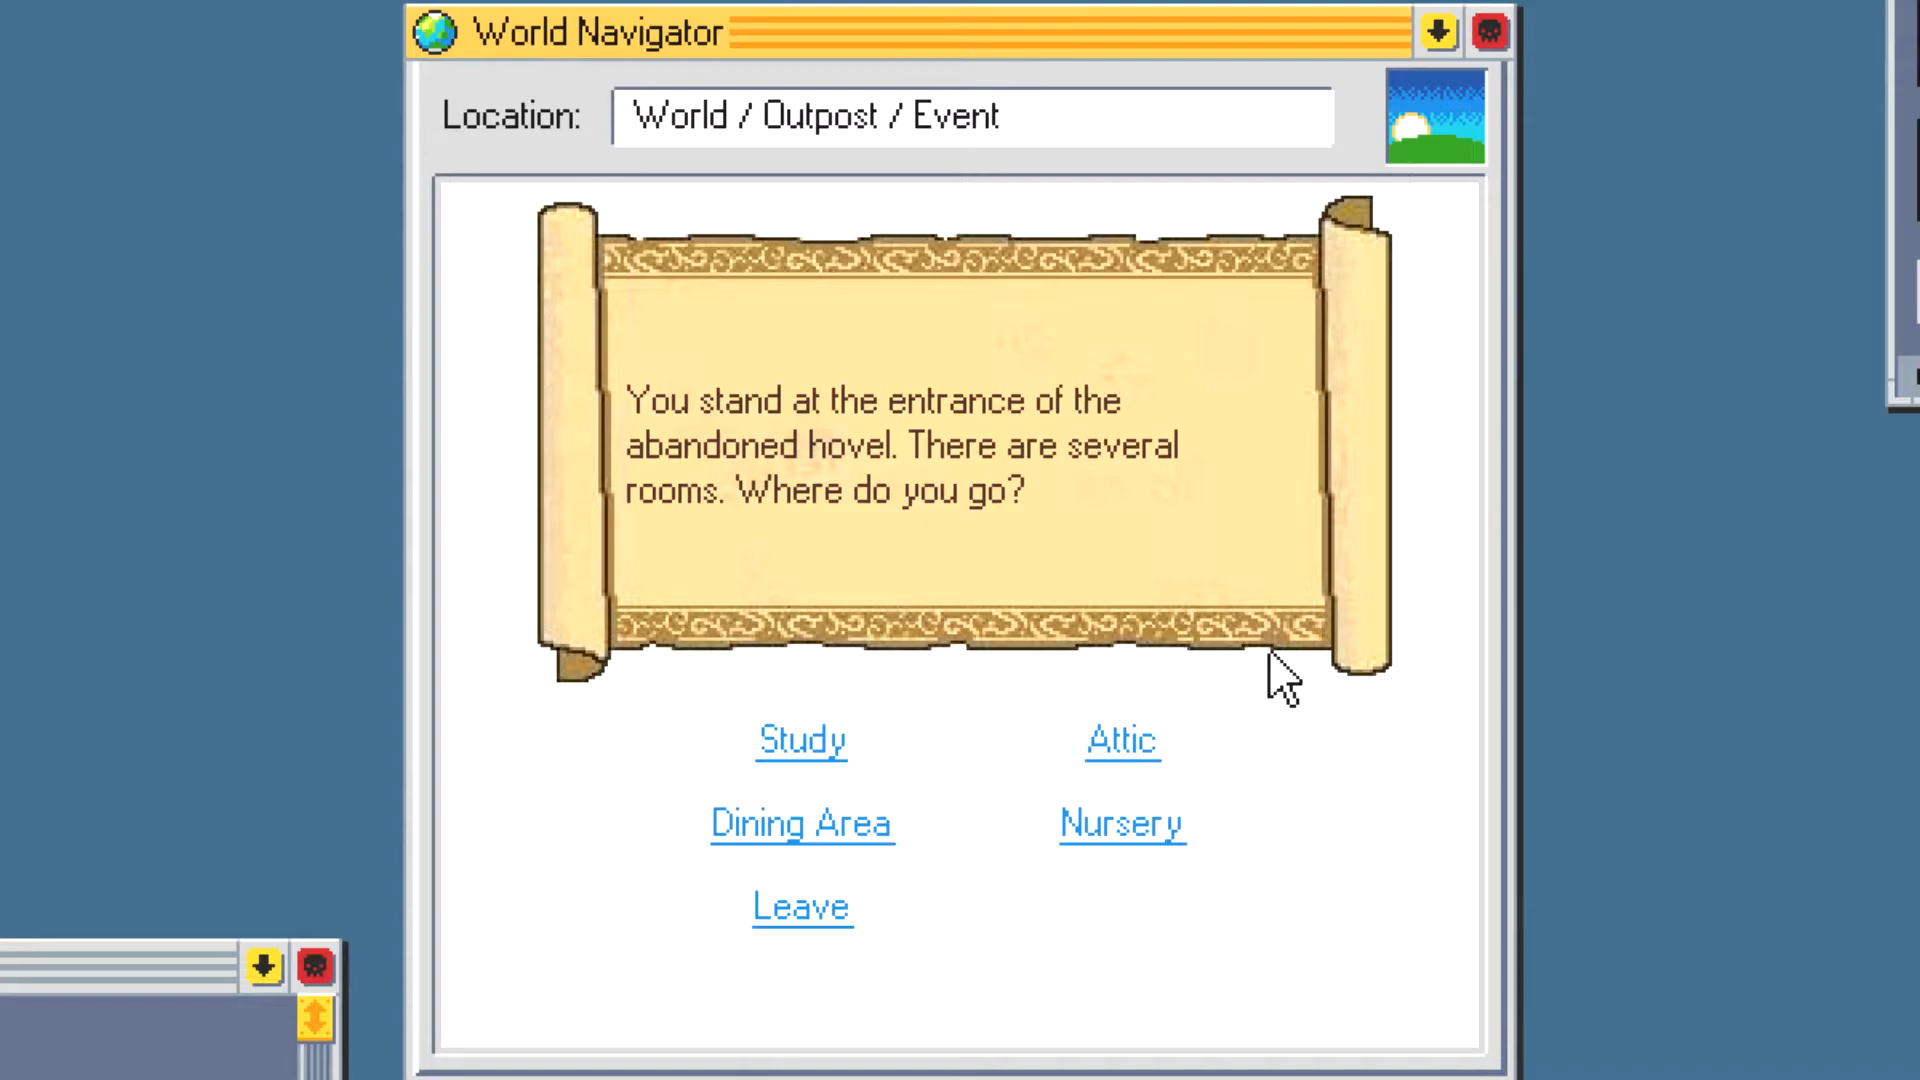 World Navigator
Location: World / Outpost / Event
You stand at the entrance of the
abandoned hovel. There are several
rooms. Where do you go?
Study
Attic
Dining Area
Nursery
Leave